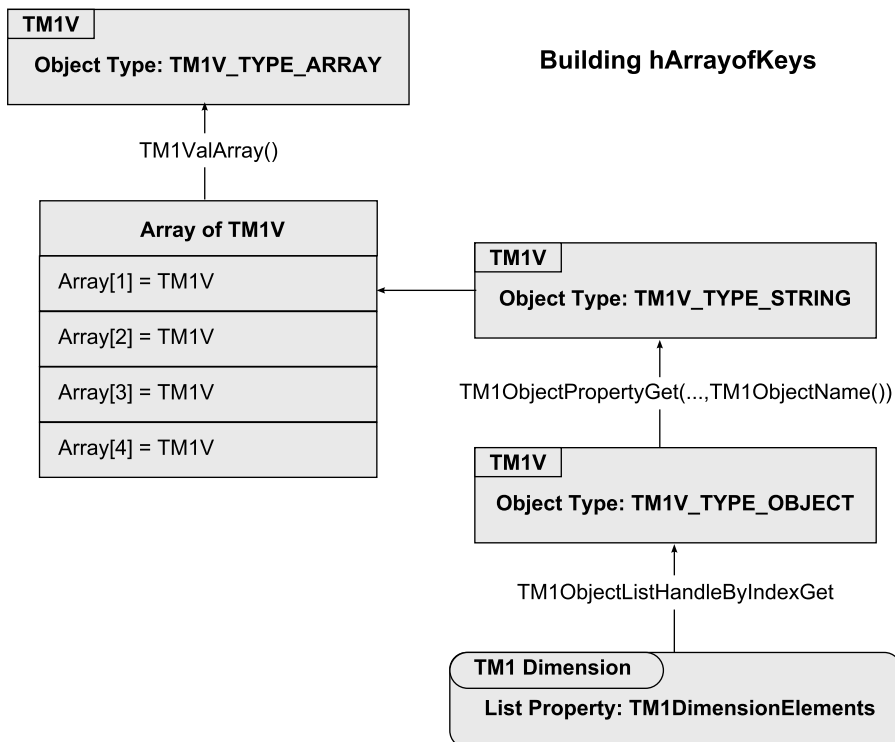 TM1V
Object Type: TM1V_TYPE_ARRAY
Building hArrayofKeys
TM1ValArray()
Array of TM1V
Array[1] = TM1V
Array[2] = TM1V
Array[3] = TM1V
Array[4] = TM1V
TM1V
Object Type: TM1V_TYPE_STRING
TM1ObjectPropertyGet(...,TM1ObjectName())
TM1V
Object Type: TM1V_TYPE_OBJECT
TM1ObjectListHandleByIndexGet
TM1 Dimension
List Property: TM1DimensionElements